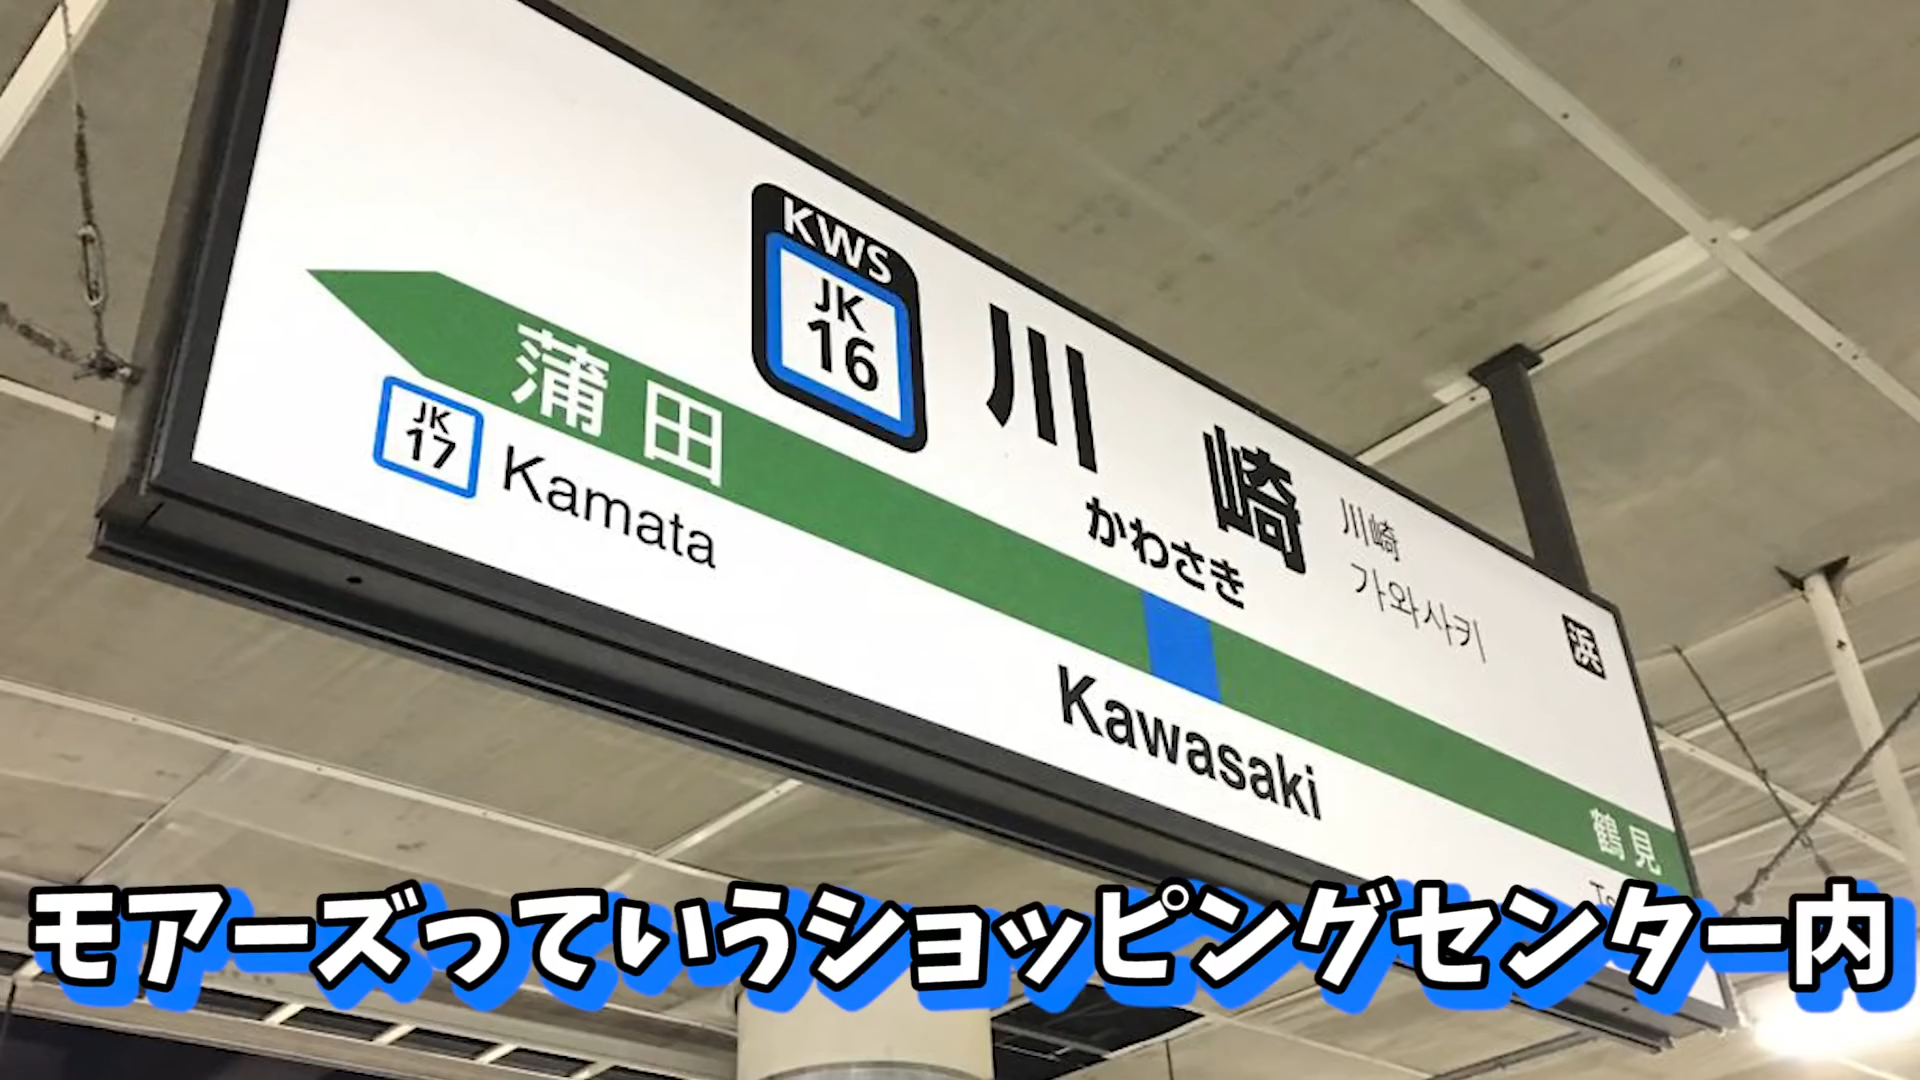 KWS
JK
16
川崎
かわさき
川崎
가와사키
浜
蒲田
JK
17
Kamata
Kawasaki
鶴見
モアーズっていうショッピングセンター内